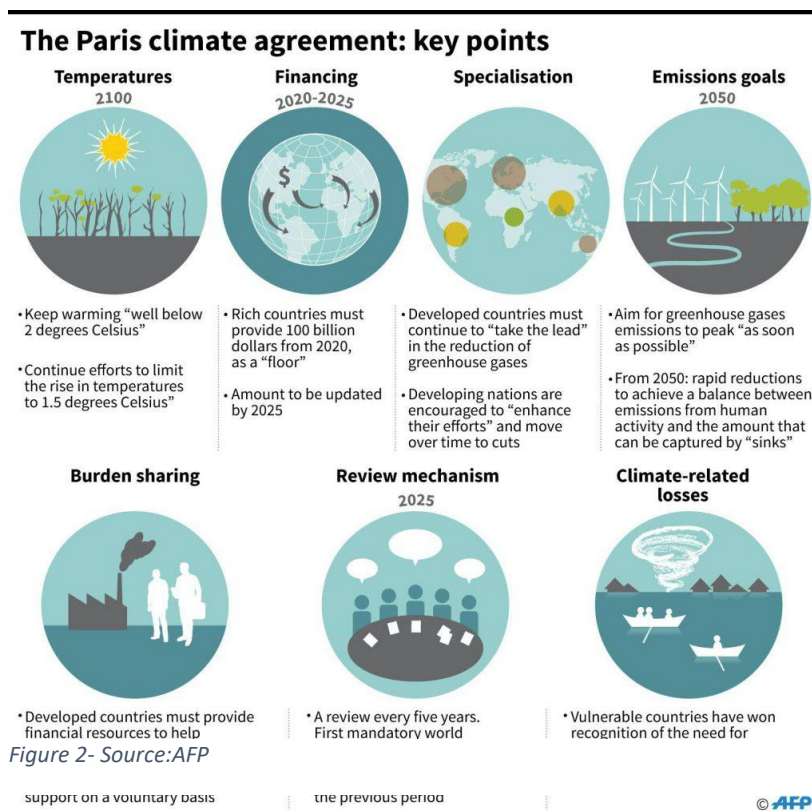 The Paris climate agreement: key points
Temperatures
2100
Keep warming “well below
2 degrees Celsius”
Continue efforts to limit
the rise in temperatures
to 1.5 degrees Celsius”
Financing
2020-2025
$
Rich countries must
provide 100 billion
dollars from 2020,
as a “floor”
Amount to be updated
by 2025
Specialisation
Developed countries must
continue to “take the lead”
in the reduction of
greenhouse gases
Developing nations are
encouraged to “enhance
their efforts” and move
over time to cuts
Emissions goals
2050
Aim for greenhouse gases
emissions to peak “as soon
as possible”
From 2050: rapid reductions
to achieve a balance between
emissions from human
activity and the amount that
can be captured by “sinks”
Burden sharing
Developed countries must provide
financial resources to help
support on a voluntary basis
Review mechanism
2025
A review every five years.
First mandatory world
the previous period
Climate-related
losses
Vulnerable countries have won
recognition of the need for
Figure 2- Source:AFP
© AFP